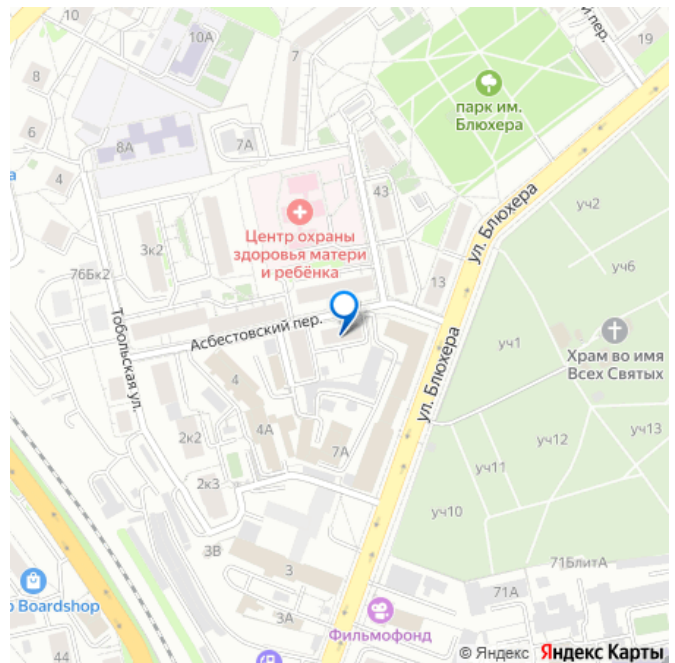 пер.
19
10А
7
8
парк им.
Блюхера
6
8А
7А
4
а
43
уч2
ул. Блюхера
Центр охраны
здоровья матери
и ребёнка
3к2
уч6
76Бк2
13
Тобольская ул.
Асбестовский пер.
уч1
Храм во имя
Всех Святых
ул. Блюхера
4
4А
2к2
7А
уч12
уч13
уч11
2к3
уч10
3В
71БлитА
3
71А
о Boardshop
3А
Фильмофонд
44
© Яндекс Яндекс Карты